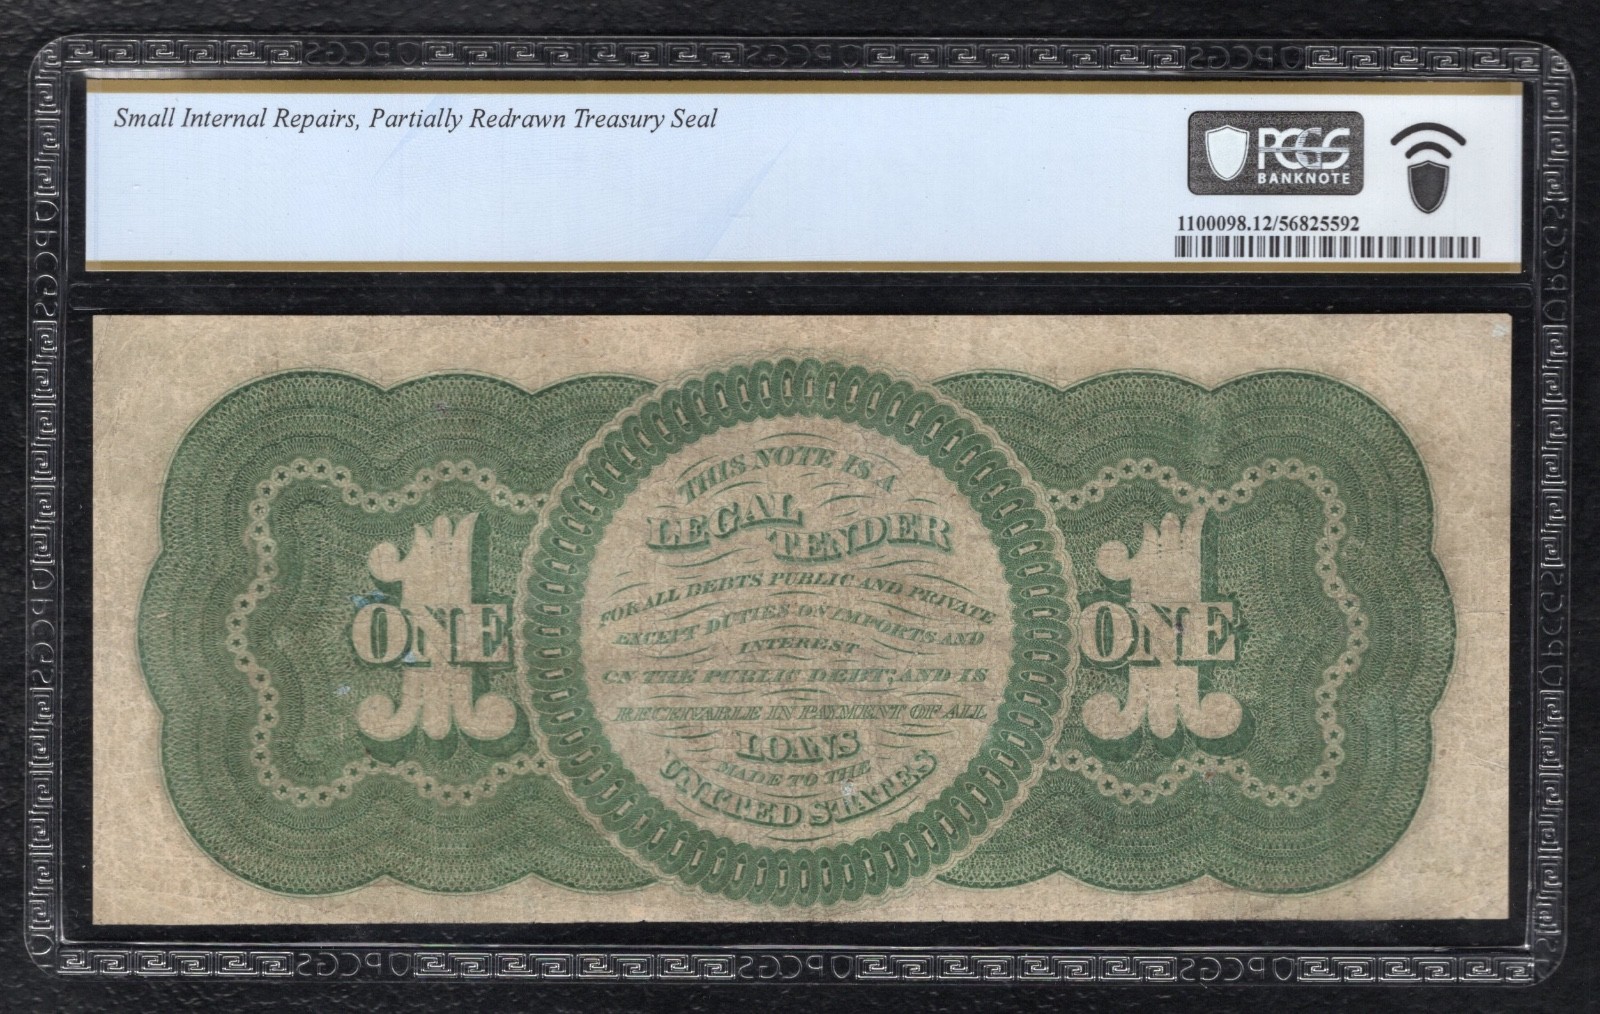 Small Internal Repairs, Partially Redrawn Treasury Seal
PCGS
BANKNOTE
1100098.12/56825592
THIS NOTE IS A
LEGAL
TENDER
FOR ALL DEBTS PUBLIC AND PRIVATE
EXCEPT DUTIES ON IMPORTS AND
INTEREST
ON THE PUBLIC DEBT; AND IS
RECEIVABLE IN PAYMENT OF ALL
LOANS
MADE TO THE
UNITED STATES
1
ONE
1
ONE